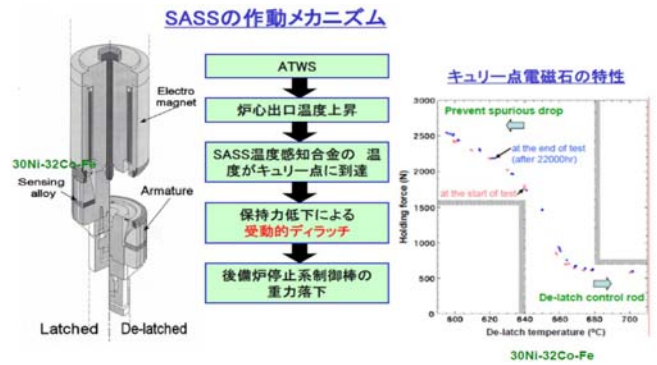 SASSの作動メカニズム
Electro
magnet
30Ni-32Co-Fe
Sensing
alloy
Armature
Latched
De-latched
ATWS
炉心出口温度上昇
SASS温度感知合金の　温
度がキュリー点に到達
保持力低下による
受動的ディラッチ
後備炉停止系制御棒の
重力落下
キュリー点電磁石の特性
3000
2500
2000
1500
1000
500
0
Holding force (N)
Prevent spurious drop
at the end of test
(after 22000hr)
at the start of test
De-latch control rod
600
620
640
660
680
700
De-latch temperature (ºC)
30Ni-32Co-Fe